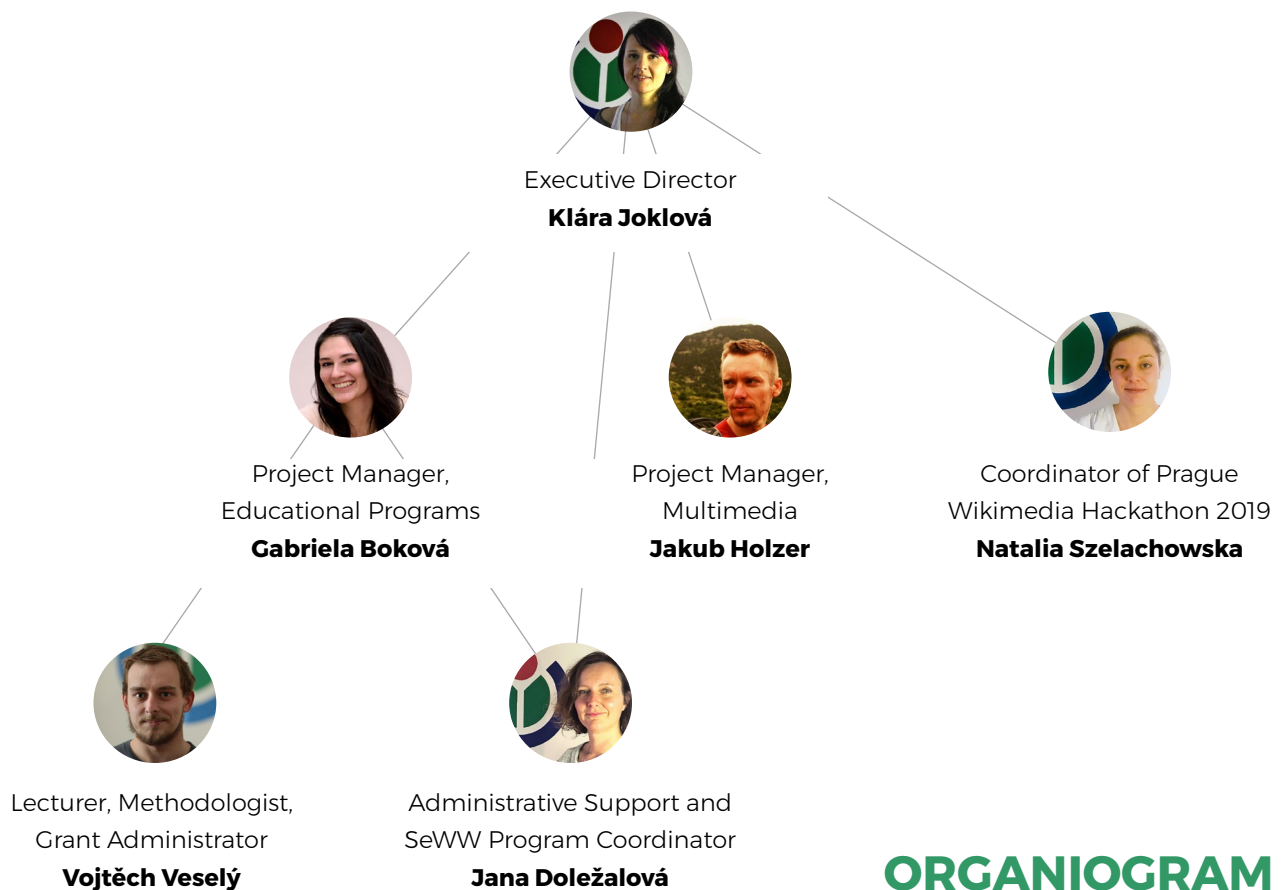 Executive Director
Klára Joklová
Project Manager,
Educational Programs
Gabriela Boková
Project Manager,
Multimedia
Jakub Holzer
Coordinator of Prague
Wikimedia Hackathon 2019
Natalia Szelachowska
Lecturer, Methodologist,
Grant Administrator
Vojtěch Veselý
Administrative Support and
SeWW Program Coordinator
Jana Doležalová
ORGANIOGRAM